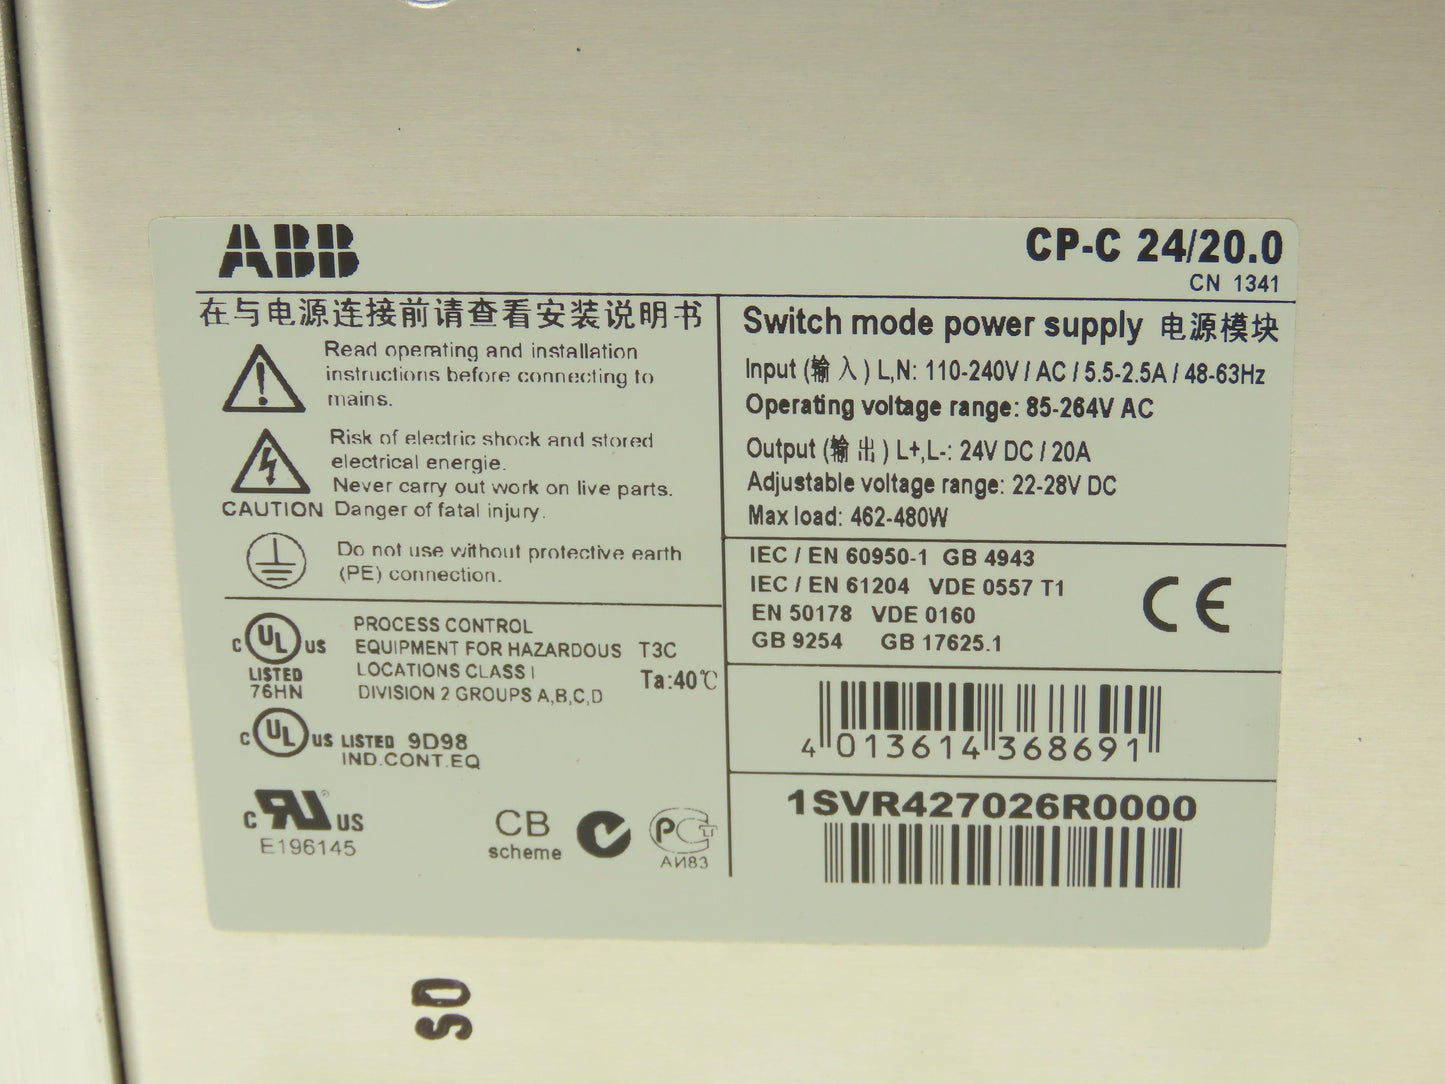 ABB
CP-C 24/20.0
CN 1341
在与电源连接前请查看安装说明书
Read operating and installation
instructions before connecting to
mains.
Risk of electric shock and stored
electrical energie.
Never carry out work on live parts.
CAUTION Danger of fatal injury.
Do not use without protective earth
(PE) connection.
C UL US
LISTED
76HN
PROCESS CONTROL
EQUIPMENT FOR HAZARDOUS T3C
LOCATIONS CLASS I
DIVISION 2 GROUPS A,B,C,D
Ta:40℃
C UL US LISTED 9D98
IND.CONT.EQ
C RU US
E196145
CB
scheme
PCT
АИ83
Switch mode power supply 电源模块
Input (输入) L,N: 110-240V / AC / 5.5-2.5A / 48-63Hz
Operating voltage range: 85-264V AC
Output (输出) L+,L-: 24V DC / 20A
Adjustable voltage range: 22-28V DC
Max load: 462-480W
IEC / EN 60950-1 GB 4943
IEC / EN 61204 VDE 0557 T1
EN 50178 VDE 0160
GB 9254 GB 17625.1
CE
4 013614 368691
1SVR427026R0000
SD